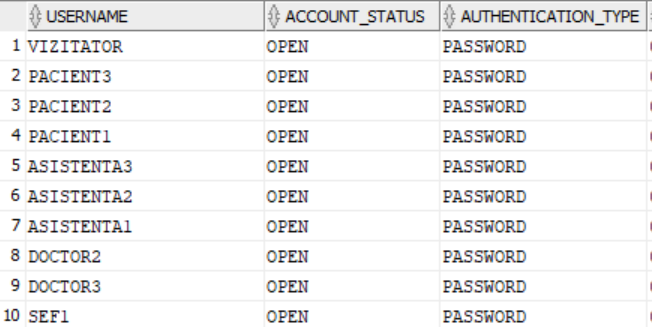 USERNAME ACCOUNT_STATUS AUTHENTICATION_TYPE
1 VIZITATOR OPEN PASSWORD
2 PACIENT3 OPEN PASSWORD
3 PACIENT2 OPEN PASSWORD
4 PACIENT1 OPEN PASSWORD
5 ASISTENTA3 OPEN PASSWORD
6 ASISTENTA2 OPEN PASSWORD
7 ASISTENTA1 OPEN PASSWORD
8 DOCTOR2 OPEN PASSWORD
9 DOCTOR3 OPEN PASSWORD
10 SEF1 OPEN PASSWORD